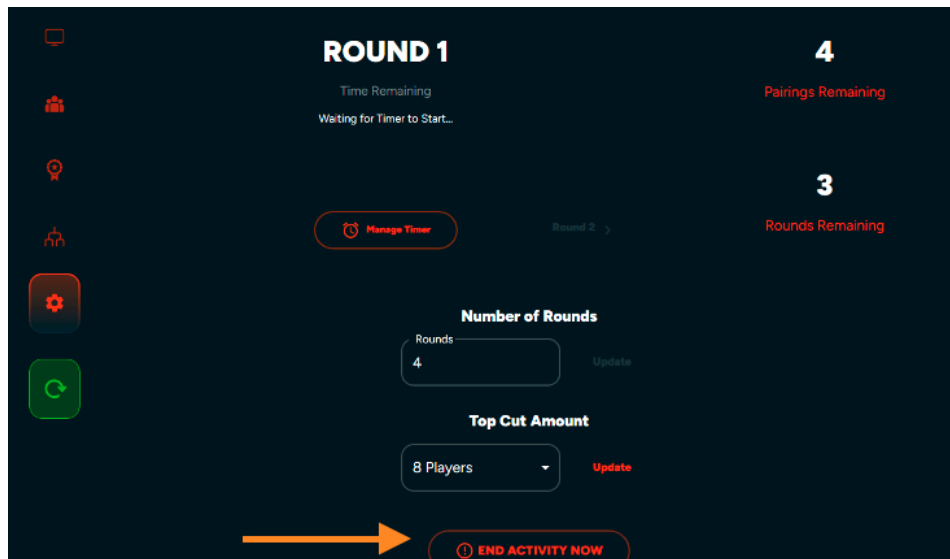 ROUND 1
Time Remaining
Waiting for Timer to Start...
4
Pairings Remaining
3
Rounds Remaining
Manage Timer
Round 2
Number of Rounds
Rounds
4
Update
Top Cut Amount
8 Players
Update
END ACTIVITY NOW